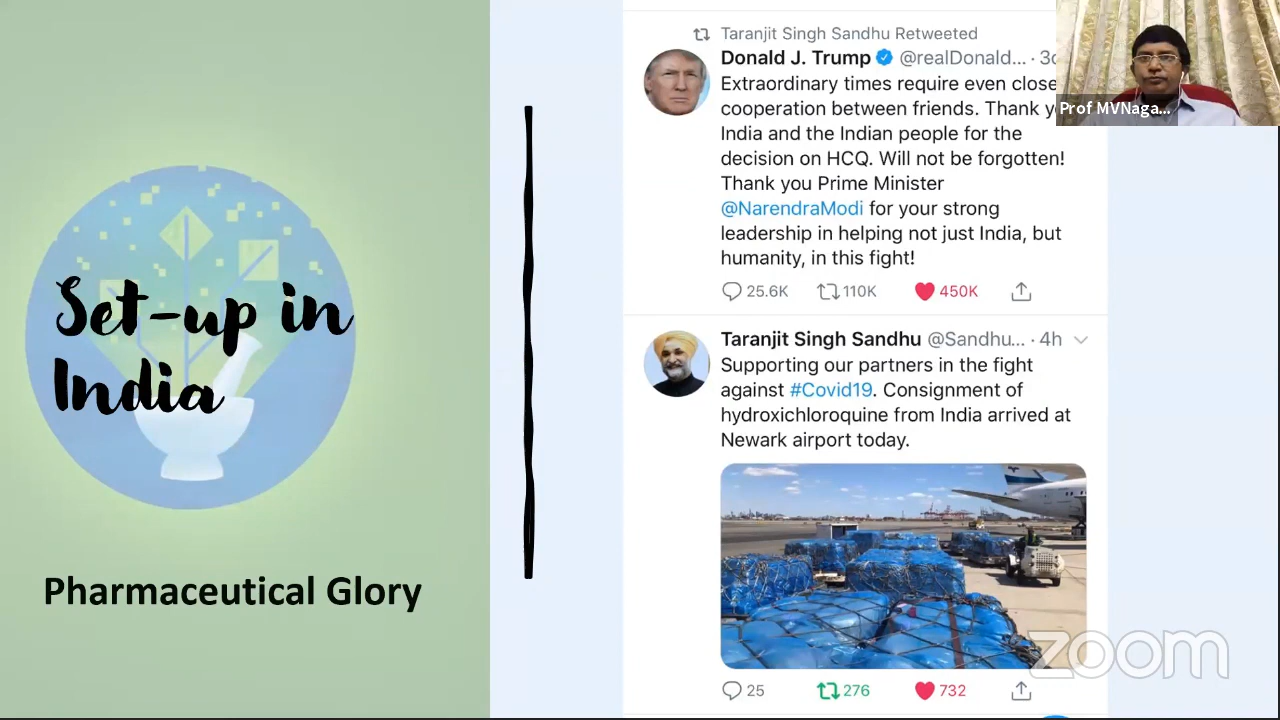 Set-up in
India
Pharmaceutical Glory
Taranjit Singh Sandhu Retweeted
Donald J. Trump @realDonald... · 3d
Extraordinary times require even close
cooperation between friends. Thank y
India and the Indian people for the
decision on HCQ. Will not be forgotten!
Thank you Prime Minister
@NarendraModi for your strong
leadership in helping not just India, but
humanity, in this fight!
25.6K 110K 450K
Taranjit Singh Sandhu @Sandhu... · 4h
Supporting our partners in the fight
against #Covid19. Consignment of
hydroxichloroquine from India arrived at
Newark airport today.
25 276 732
Prof MVNaga...
zoom